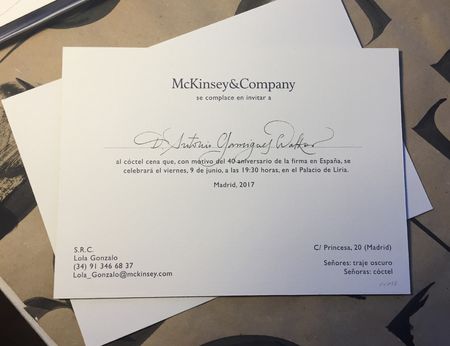 McKinsey&Company
se complace en invitar a
D. Antonio Garrigues Walker
al cóctel cena que, con motivo del 40 aniversario de la firma en España, se
celebrará el viernes, 9 de junio, a las 19:30 horas, en el Palacio de Liria.
Madrid, 2017
S.R.C.
Lola Gonzalo
(34) 91 346 68 37
Lola_Gonzalo@mckinsey.com
C/ Princesa, 20 (Madrid)
Señores: traje oscuro
Señoras: cóctel